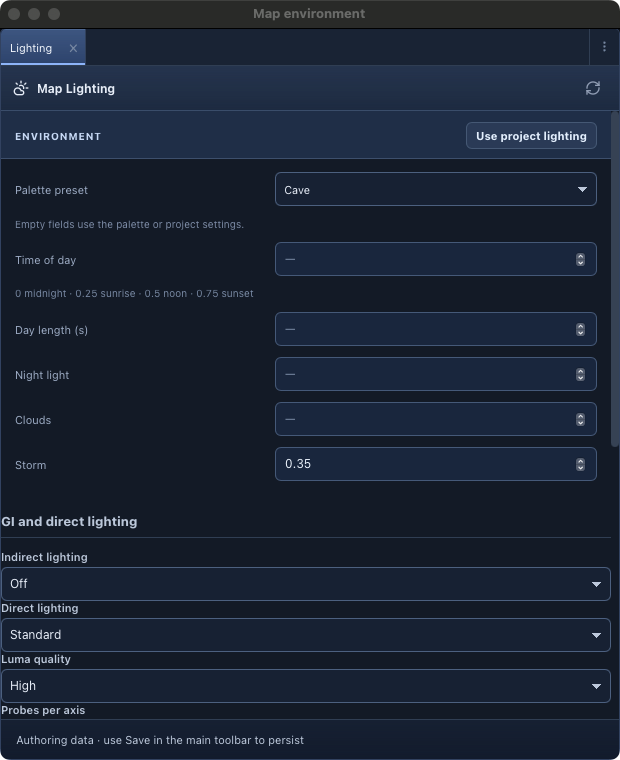 Map environment
Lighting
Map Lighting
ENVIRONMENT
Use project lighting
Palette preset
Cave
Empty fields use the palette or project settings.
Time of day
—
0 midnight · 0.25 sunrise · 0.5 noon · 0.75 sunset
Day length (s)
—
Night light
—
Clouds
—
Storm
0.35
GI and direct lighting
Indirect lighting
Off
Direct lighting
Standard
Luma quality
High
Probes per axis
Authoring data · use Save in the main toolbar to persist